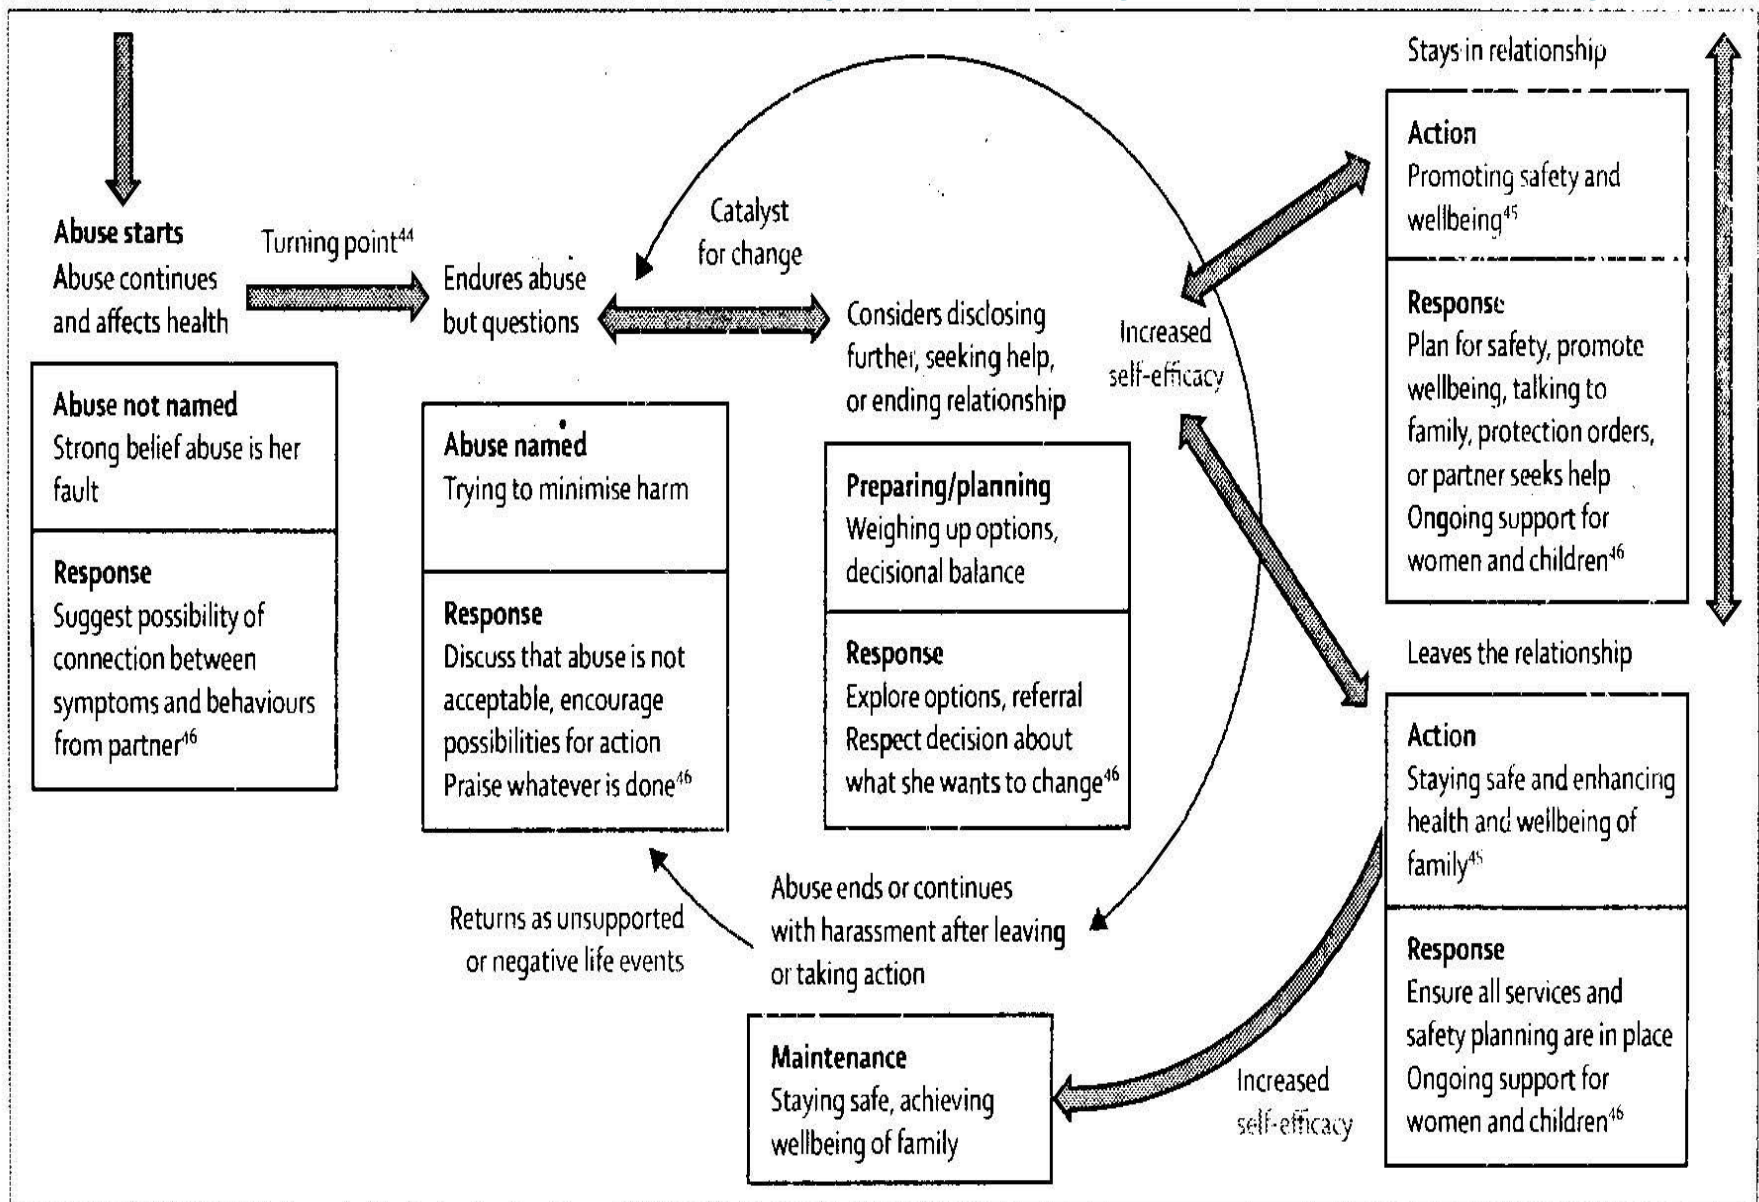 Abuse starts
Abuse continues
and affects health
Turning point⁴⁴
Abuse not named
Strong belief abuse is her
fault
Response
Suggest possibility of
connection between
symptoms and behaviours
from partner⁴⁶
Endures abuse
but questions
Catalyst
for change
Abuse named
Trying to minimise harm
Response
Discuss that abuse is not
acceptable, encourage
possibilities for action
Praise whatever is done⁴⁶
Considers disclosing
further, seeking help,
or ending relationship
Preparing/planning
Weighing up options,
decisional balance
Response
Explore options, referral
Respect decision about
what she wants to change⁴⁶
Increased
self-efficacy
Stays in relationship
Action
Promoting safety and
wellbeing⁴⁵
Response
Plan for safety, promote
wellbeing, talking to
family, protection orders,
or partner seeks help
Ongoing support for
women and children⁴⁶
Leaves the relationship
Action
Staying safe and enhancing
health and wellbeing of
family⁴⁵
Response
Ensure all services and
safety planning are in place
Ongoing support for
women and children⁴⁶
Increased
self-efficacy
Abuse ends or continues
with harassment after leaving
or taking action
Maintenance
Staying safe, achieving
wellbeing of family
Returns as unsupported
or negative life events